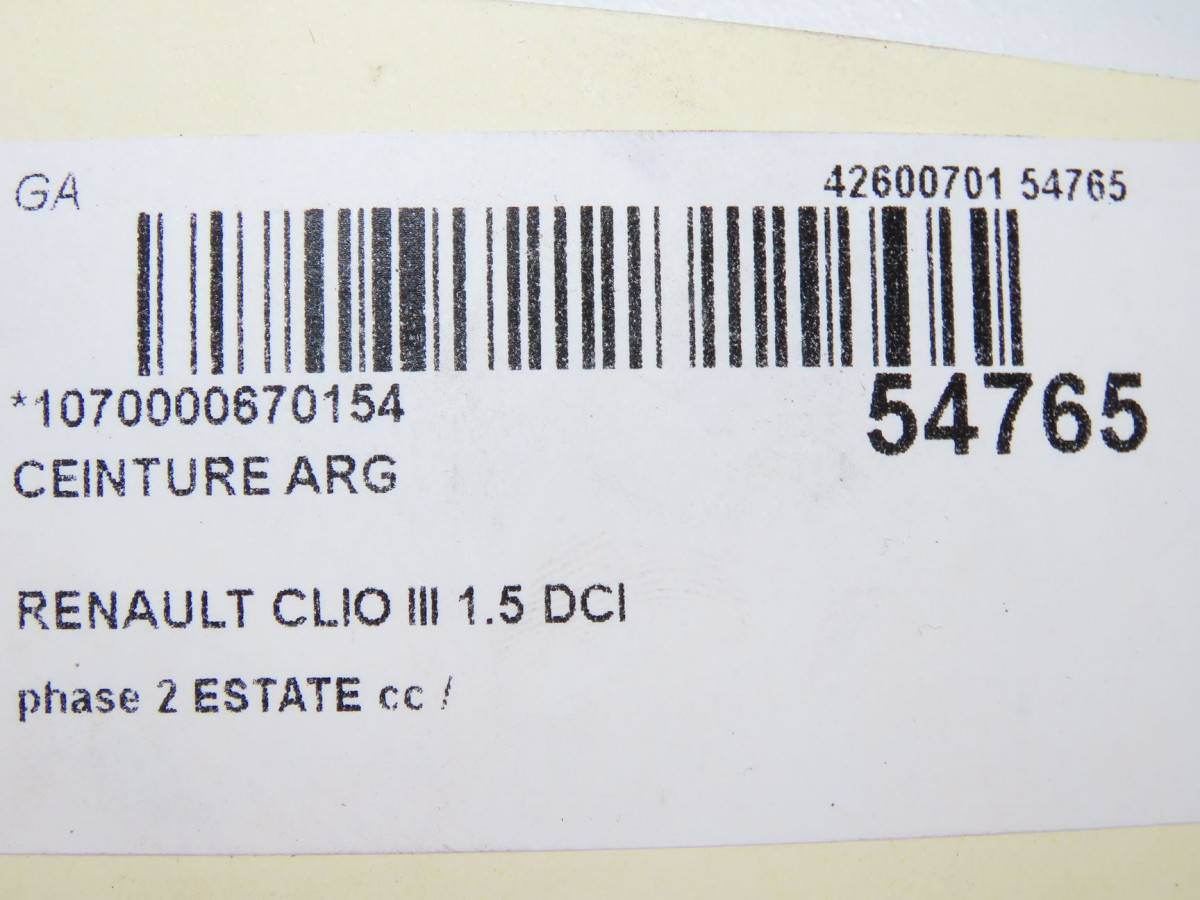 GA
42600701 54765
*1070000670154
54765
CEINTURE ARG
RENAULT CLIO III 1.5 DCI
phase 2 ESTATE cc /